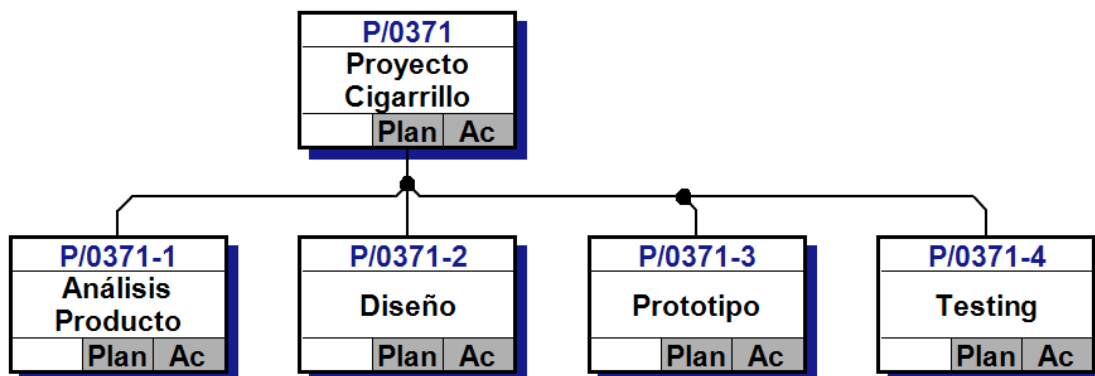 P/0371
Proyecto
Cigarrillo
Plan Ac
P/0371-1
Análisis
Producto
Plan Ac
P/0371-2
Diseño
Plan Ac
P/0371-3
Prototipo
Plan Ac
P/0371-4
Testing
Plan Ac